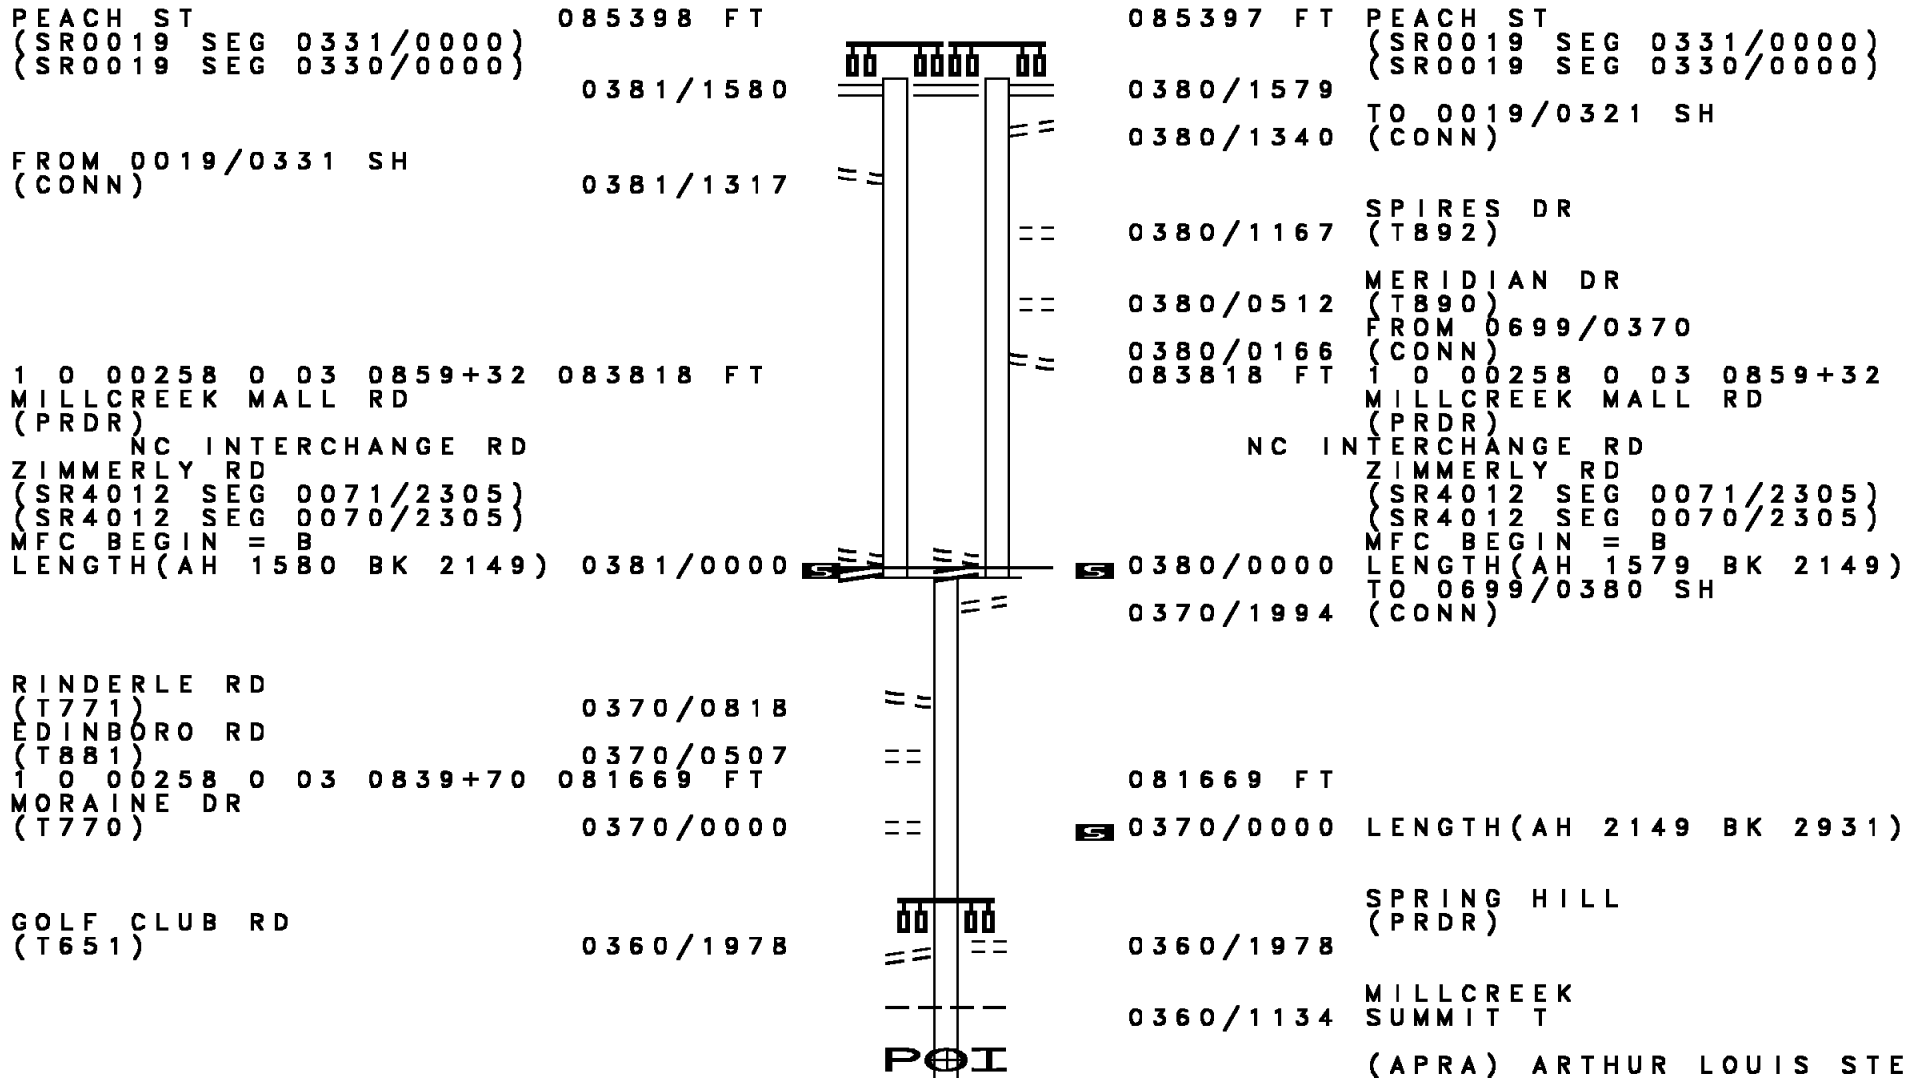 PEACH ST 085398 FT 085397 FT PEACH ST
(SR0019 SEG 0331/0000) (SR0019 SEG 0331/0000)
(SR0019 SEG 0330/0000) (SR0019 SEG 0330/0000)
0381/1580 0380/1579
TO 0019/0321 SH
0380/1340 (CONN)
FROM 0019/0331 SH
(CONN) 0381/1317
SPIRES DR
0380/1167 (T892)
MERIDIAN DR
0380/0512 (T890)
FROM 0699/0370
0380/0166 (CONN)
1 0 00258 0 03 0859+32 083818 FT 083818 FT 1 0 00258 0 03 0859+32
MILLCREEK MALL RD MILLCREEK MALL RD
(PRDR) (PRDR)
NC INTERCHANGE RD NC INTERCHANGE RD
ZIMMERLY RD ZIMMERLY RD
(SR4012 SEG 0071/2305) (SR4012 SEG 0071/2305)
(SR4012 SEG 0070/2305) (SR4012 SEG 0070/2305)
MFC BEGIN = B MFC BEGIN = B
LENGTH(AH 1580 BK 2149) 0381/0000 S S 0380/0000 LENGTH(AH 1579 BK 2149)
TO 0699/0380 SH
0370/1994 (CONN)
RINDERLE RD
(T771) 0370/0818
EDINBORO RD
(T881) 0370/0507
1 0 00258 0 03 0839+70 081669 FT 081669 FT
MORAINE DR
(T770) 0370/0000 S 0370/0000 LENGTH(AH 2149 BK 2931)
SPRING HILL
GOLF CLUB RD (PRDR)
(T651) 0360/1978 0360/1978
MILLCREEK
0360/1134 SUMMIT T
POI (APRA) ARTHUR LOUIS STE